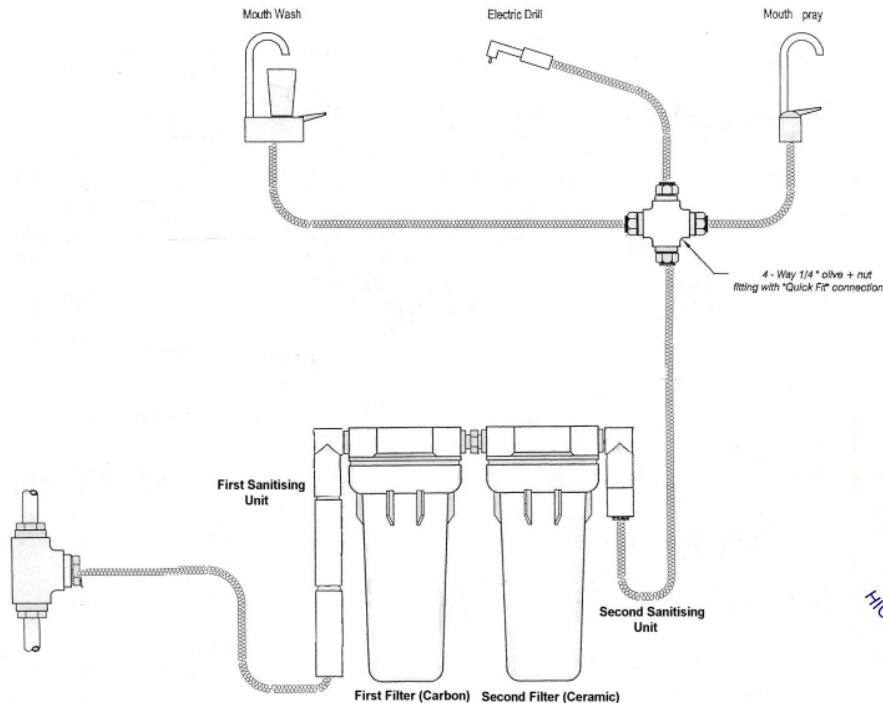 Mouth Wash
Electric Drill
Mouth pray
4 - Way 1/4 " olive + nut
fitting with "Quick Fit" connection
First Sanitising
Unit
Second Sanitising
Unit
First Filter (Carbon)
Second Filter (Ceramic)